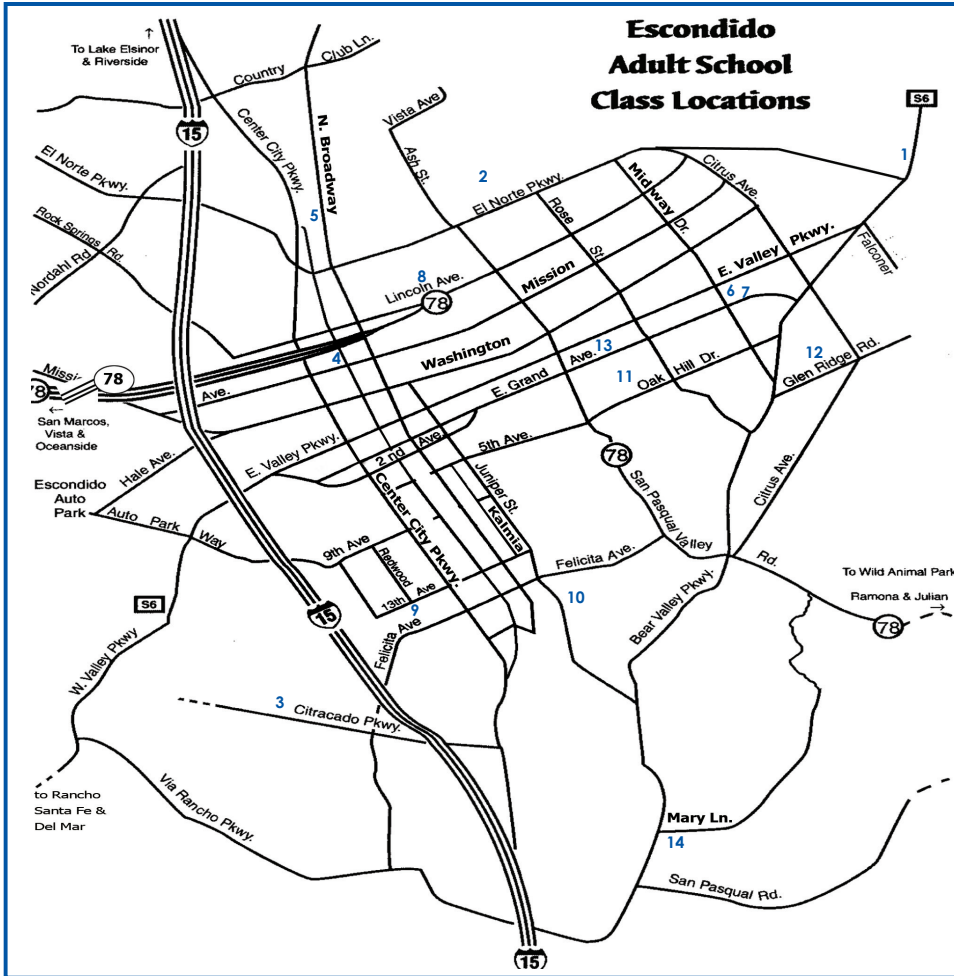 Escondido
Adult School
Class Locations
To Lake Elsinor
& Riverside
Country
Club Ln.
S6
15
Center City Pkwy.
N. Broadway
Vista Ave
Ash St.
1
2
El Norte Pkwy.
El Norte Pkwy.
Citrus Ave.
Midway Dr.
Rose St.
5
Rock Springs Rd
Nordahl Rd
8
Lincoln Ave.
78
Mission
E. Valley Pkwy.
Falconer
6
7
4
Washington
E. Grand Ave.
13
12
Glen Ridge Rd.
11
Oak Hill Dr.
78
78
Ave.
San Marcos,
Vista &
Oceanside
Hale Ave.
E. Valley Pkwy.
2nd Ave.
5th Ave.
78
San Pasqual Valley Rd.
Citrus Ave.
Escondido
Auto
Park
Auto Park Way
Center City Pkwy.
Juniper St.
Kalmia
9th Ave
Redwood
13th Ave
9
Felicita Ave
Felicita Ave.
10
Bear Valley Pkwy.
To Wild Animal Park
Ramona & Julian
78
S6
15
W. Valley Pkwy
3
Citracado Pkwy.
to Rancho
Santa Fe &
Del Mar
Via Rancho Pkwy.
Mary Ln.
14
San Pasqual Rd.
15